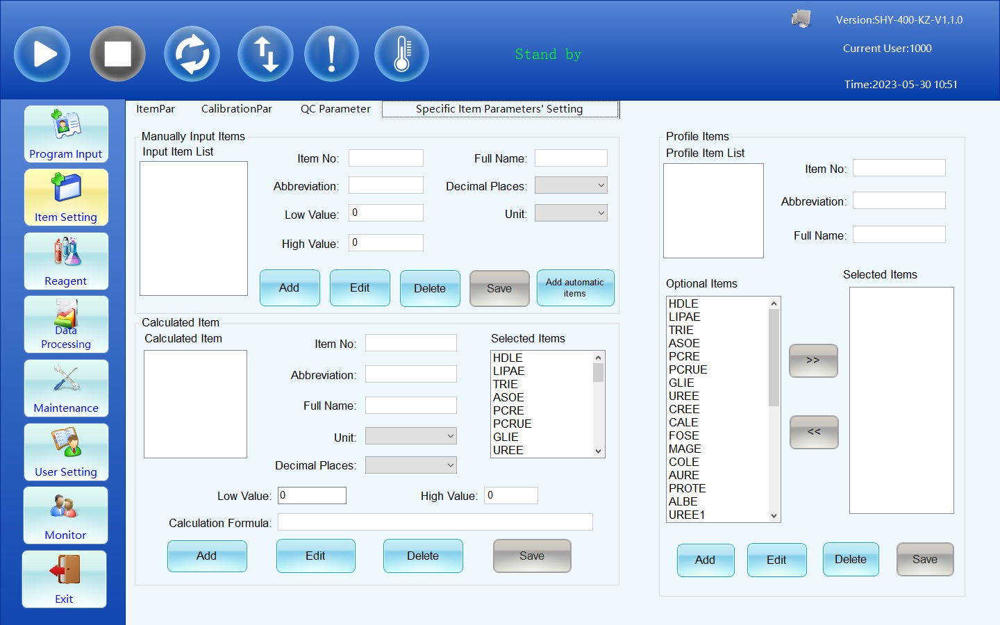 Stand by
Version:SHY-400-KZ-V1.1.0
Current User:1000
Time:2023-05-30 10:51
Program Input
Item Setting
Reagent
Data
Processing
Maintenance
User Setting
Monitor
Exit
ItemPar CalibrationPar QC Parameter Specific Item Parameters' Setting
Manually Input Items
Input Item List
Item No:
Full Name:
Abbreviation:
Decimal Places:
Low Value: 0
Unit:
High Value: 0
Add Edit Delete Save Add automatic
items
Calculated Item
Calculated Item
Item No:
Abbreviation:
Full Name:
Unit:
Decimal Places:
Selected Items
HDLE
LIPAE
TRIE
ASOE
PCRE
PCRUE
GLIE
UREE
Low Value: 0
High Value: 0
Calculation Formula:
Add Edit Delete Save
Profile Items
Profile Item List
Item No:
Abbreviation:
Full Name:
Optional Items
HDLE
LIPAE
TRIE
ASOE
PCRE
PCRUE
GLIE
UREE
CREE
CALE
FOSE
MAGE
COLE
AURE
PROTE
ALBE
UREE1
>>
<<
Selected Items
Add Edit Delete Save